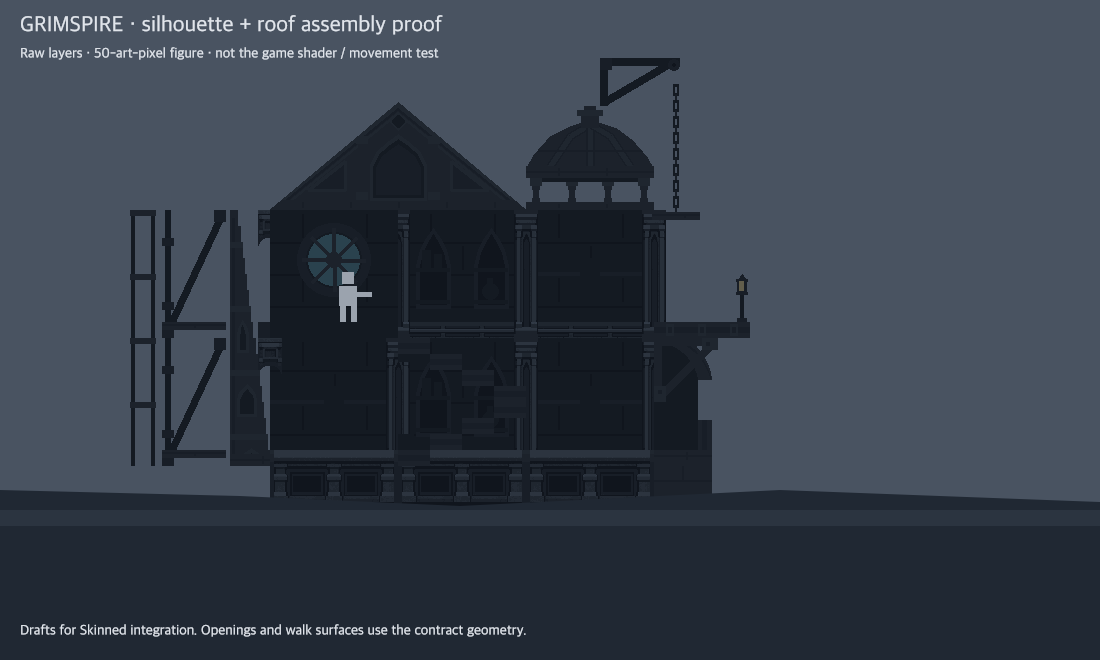 GRIMSPIRE · silhouette + roof assembly proof
Raw layers · 50-art-pixel figure · not the game shader / movement test
Drafts for Skinned integration. Openings and walk surfaces use the contract geometry.